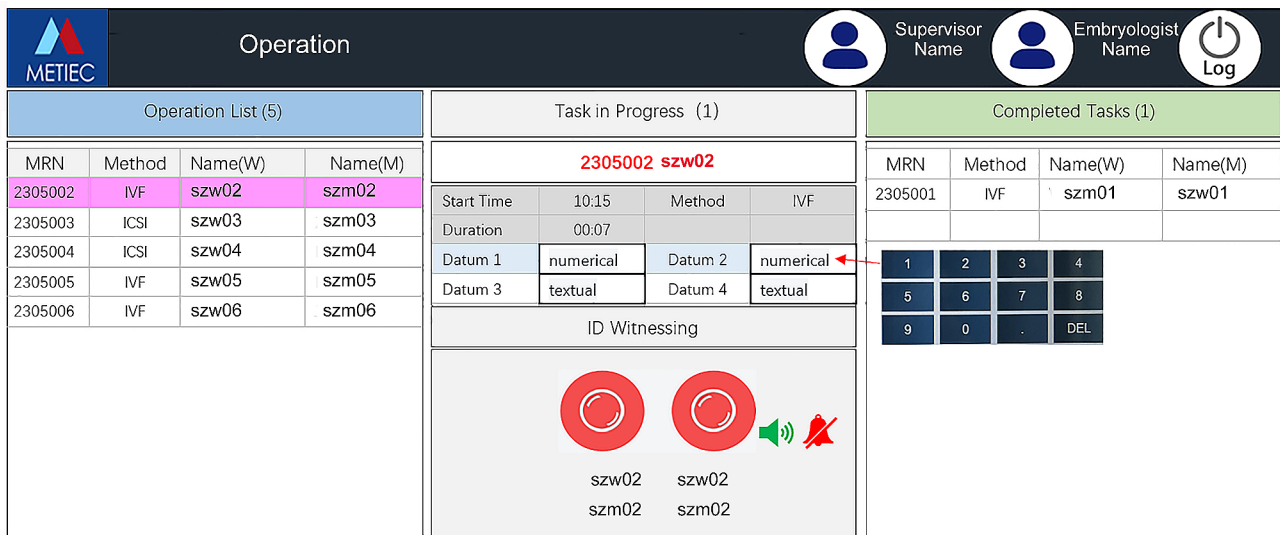 METIEC
Operation
Supervisor
Name
Embryologist
Name
Log
Operation List (5)
MRN Method Name(W) Name(M)
2305002 IVF szw02 szm02
2305003 ICSI szw03 szm03
2305004 ICSI szw04 szm04
2305005 IVF szw05 szm05
2305006 IVF szw06 szm06
Task in Progress (1)
2305002 szw02
Start Time 10:15 Method IVF
Duration 00:07
Datum 1 numerical Datum 2 numerical
Datum 3 textual Datum 4 textual
ID Witnessing
szw02 szw02
szm02 szm02
Completed Tasks (1)
MRN Method Name(W) Name(M)
2305001 IVF szm01 szw01
1 2 3 4
5 6 7 8
9 0 . DEL